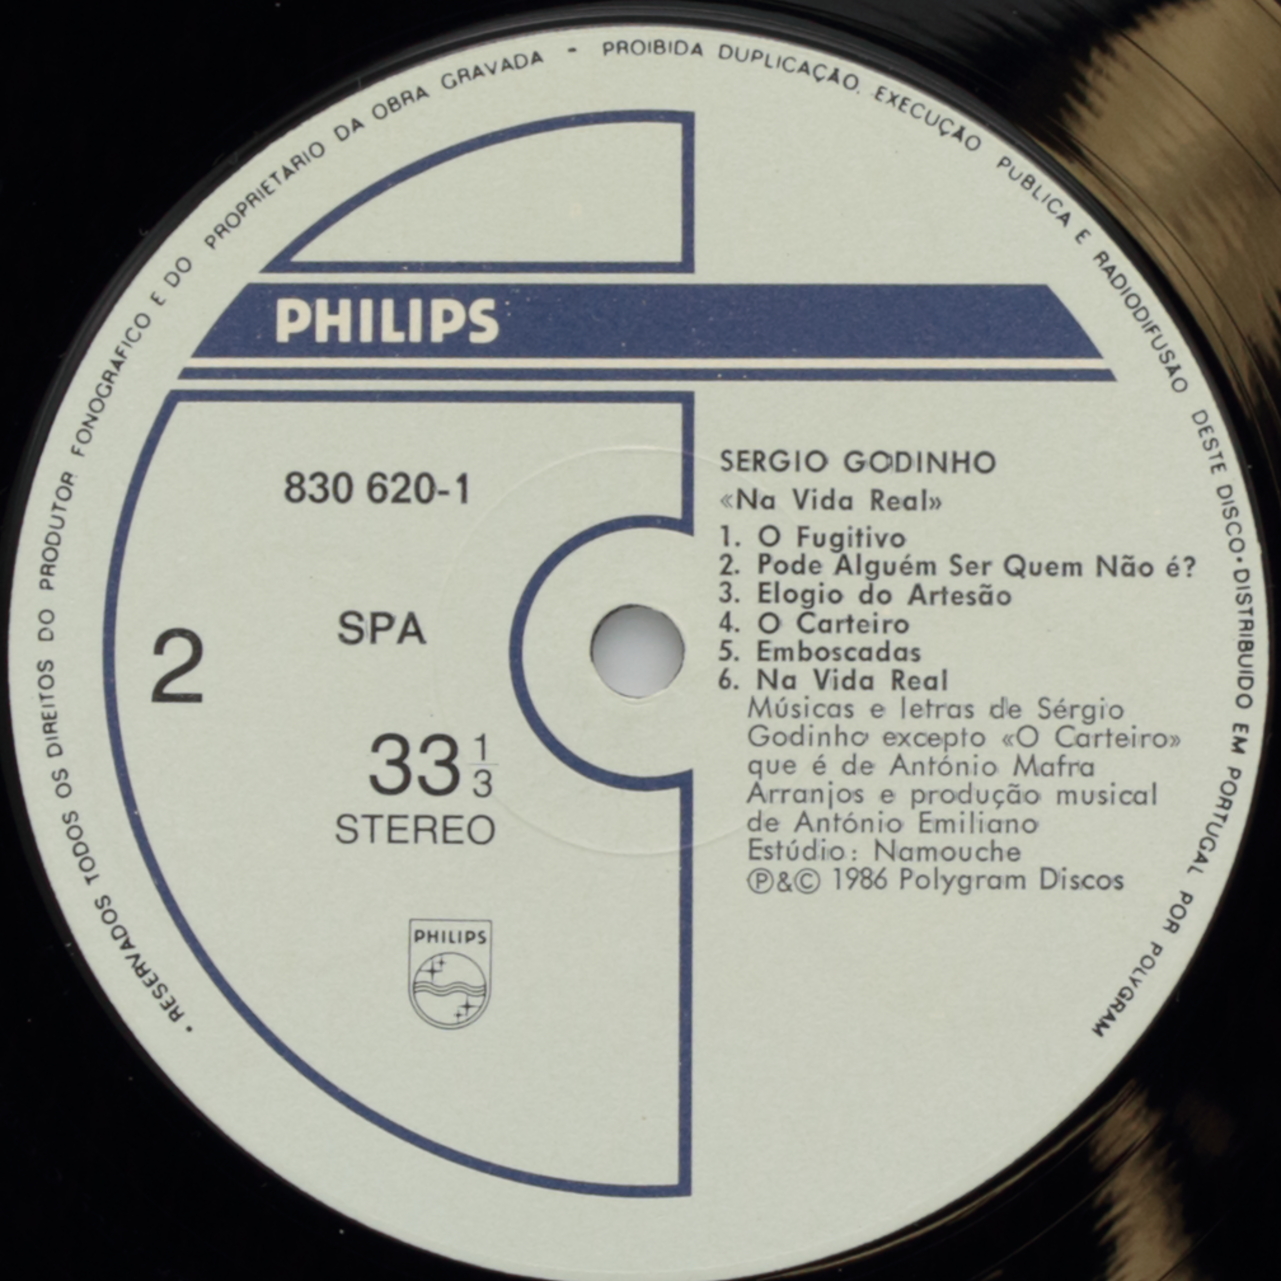 • RESERVADOS TODOS OS DIREITOS DO PRODUTOR FONOGRAFICO E DO PROPRIETARIO DA OBRA GRAVADA - PROIBIDA DUPLICAÇÃO, EXECUÇÃO PUBLICA E RADIODIFUSÃO DESTE DISCO • DISTRIBUIDO EM PORTUGAL POR POLYGRAM
PHILIPS
830 620-1
SPA
2
33 1/3
STEREO
PHILIPS
SERGIO GODINHO
«Na Vida Real»
1. O Fugitivo
2. Pode Alguém Ser Quem Não é?
3. Elogio do Artesão
4. O Carteiro
5. Emboscadas
6. Na Vida Real
Músicas e letras de Sérgio
Godinho excepto «O Carteiro»
que é de António Mafra
Arranjos e produção musical
de António Emiliano
Estúdio: Namouche
Ⓟ&© 1986 Polygram Discos